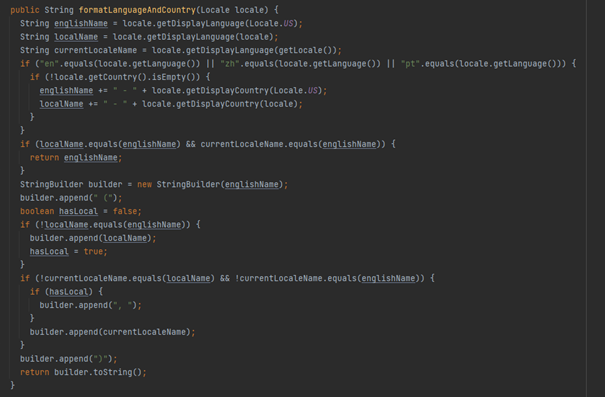 public String formatLanguageAndCountry(Locale locale) {
  String englishName = locale.getDisplayLanguage(Locale.US);
  String localName = locale.getDisplayLanguage(locale);
  String currentLocaleName = locale.getDisplayLanguage(getLocale());
  if ("en".equals(locale.getLanguage()) || "zh".equals(locale.getLanguage()) || "pt".equals(locale.getLanguage())) {
    if (!locale.getCountry().isEmpty()) {
      englishName += " - " + locale.getDisplayCountry(Locale.US);
      localName += " - " + locale.getDisplayCountry(locale);
    }
  }
  if (localName.equals(englishName) && currentLocaleName.equals(englishName)) {
    return englishName;
  }
  StringBuilder builder = new StringBuilder(englishName);
  builder.append(" (");
  boolean hasLocal = false;
  if (!localName.equals(englishName)) {
    builder.append(localName);
    hasLocal = true;
  }
  if (!currentLocaleName.equals(localName) && !currentLocaleName.equals(englishName)) {
    if (hasLocal) {
      builder.append(", ");
    }
    builder.append(currentLocaleName);
  }
  builder.append(")");
  return builder.toString();
}